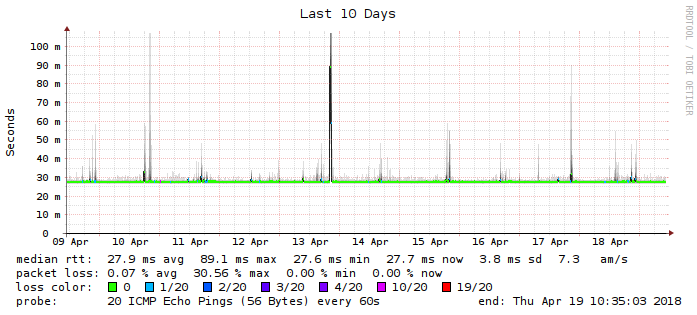 Last 10 Days
RRDTOOL / TOBI OETIKER
Seconds
100 m
90 m
80 m
70 m
60 m
50 m
40 m
30 m
20 m
10 m
0
09 Apr 10 Apr 11 Apr 12 Apr 13 Apr 14 Apr 15 Apr 16 Apr 17 Apr 18 Apr
median rtt: 27.9 ms avg 89.1 ms max 27.6 ms min 27.7 ms now 3.8 ms sd 7.3 am/s
packet loss: 0.07 % avg 30.56 % max 0.00 % min 0.00 % now
loss color: 0 1/20 2/20 3/20 4/20 10/20 19/20
probe: 20 ICMP Echo Pings (56 Bytes) every 60s end: Thu Apr 19 10:35:03 2018